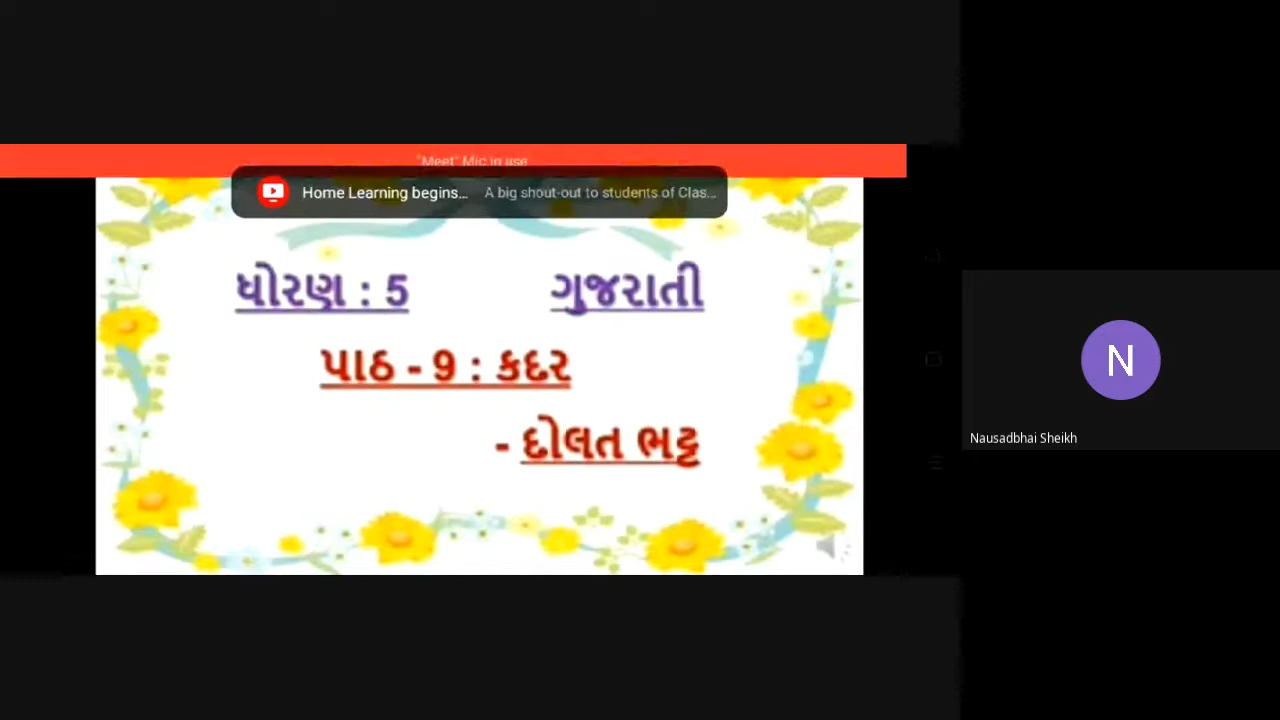 "Meet" Mic in use
Home Learning begins... A big shout-out to students of Clas...
ધોરણ : 5 ગુજરાતી
પાઠ - 9 : કદર
- દોલત ભટ્ટ
N
Nausadbhai Sheikh